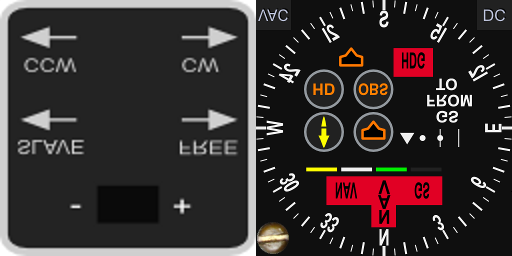 CCW CW
SLAVE FREE
- +
VAC DC
S
21 15
HDG
24 12
HD OBS
TO
FROM
GS
W E
30 6
NAV GS
33 3
N